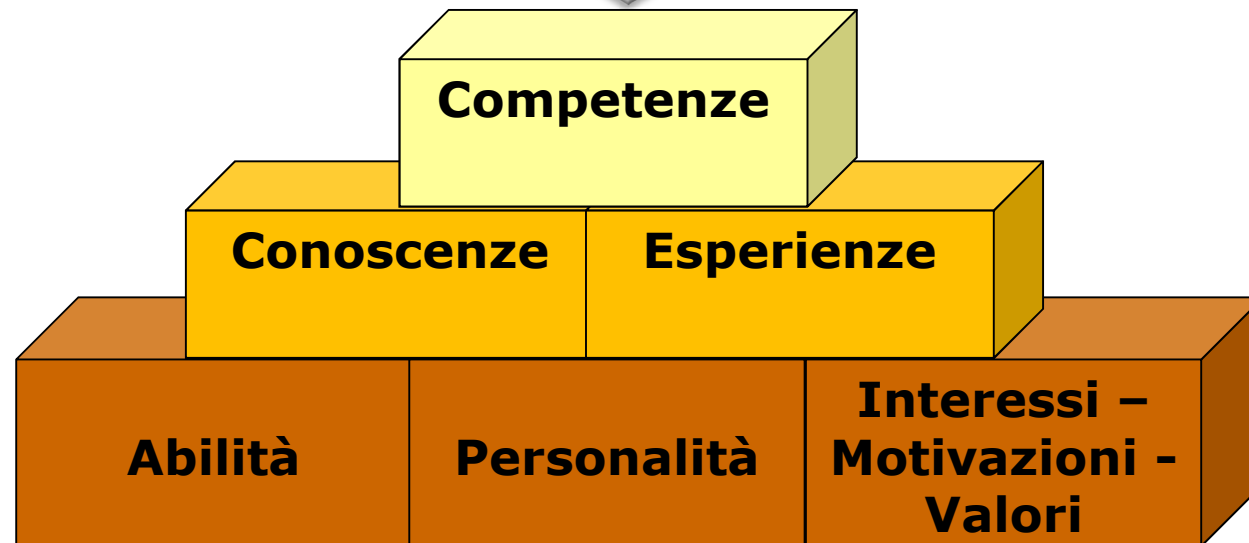 Competenze
Conoscenze
Esperienze
Abilità
Personalità
Interessi –
Motivazioni -
Valori